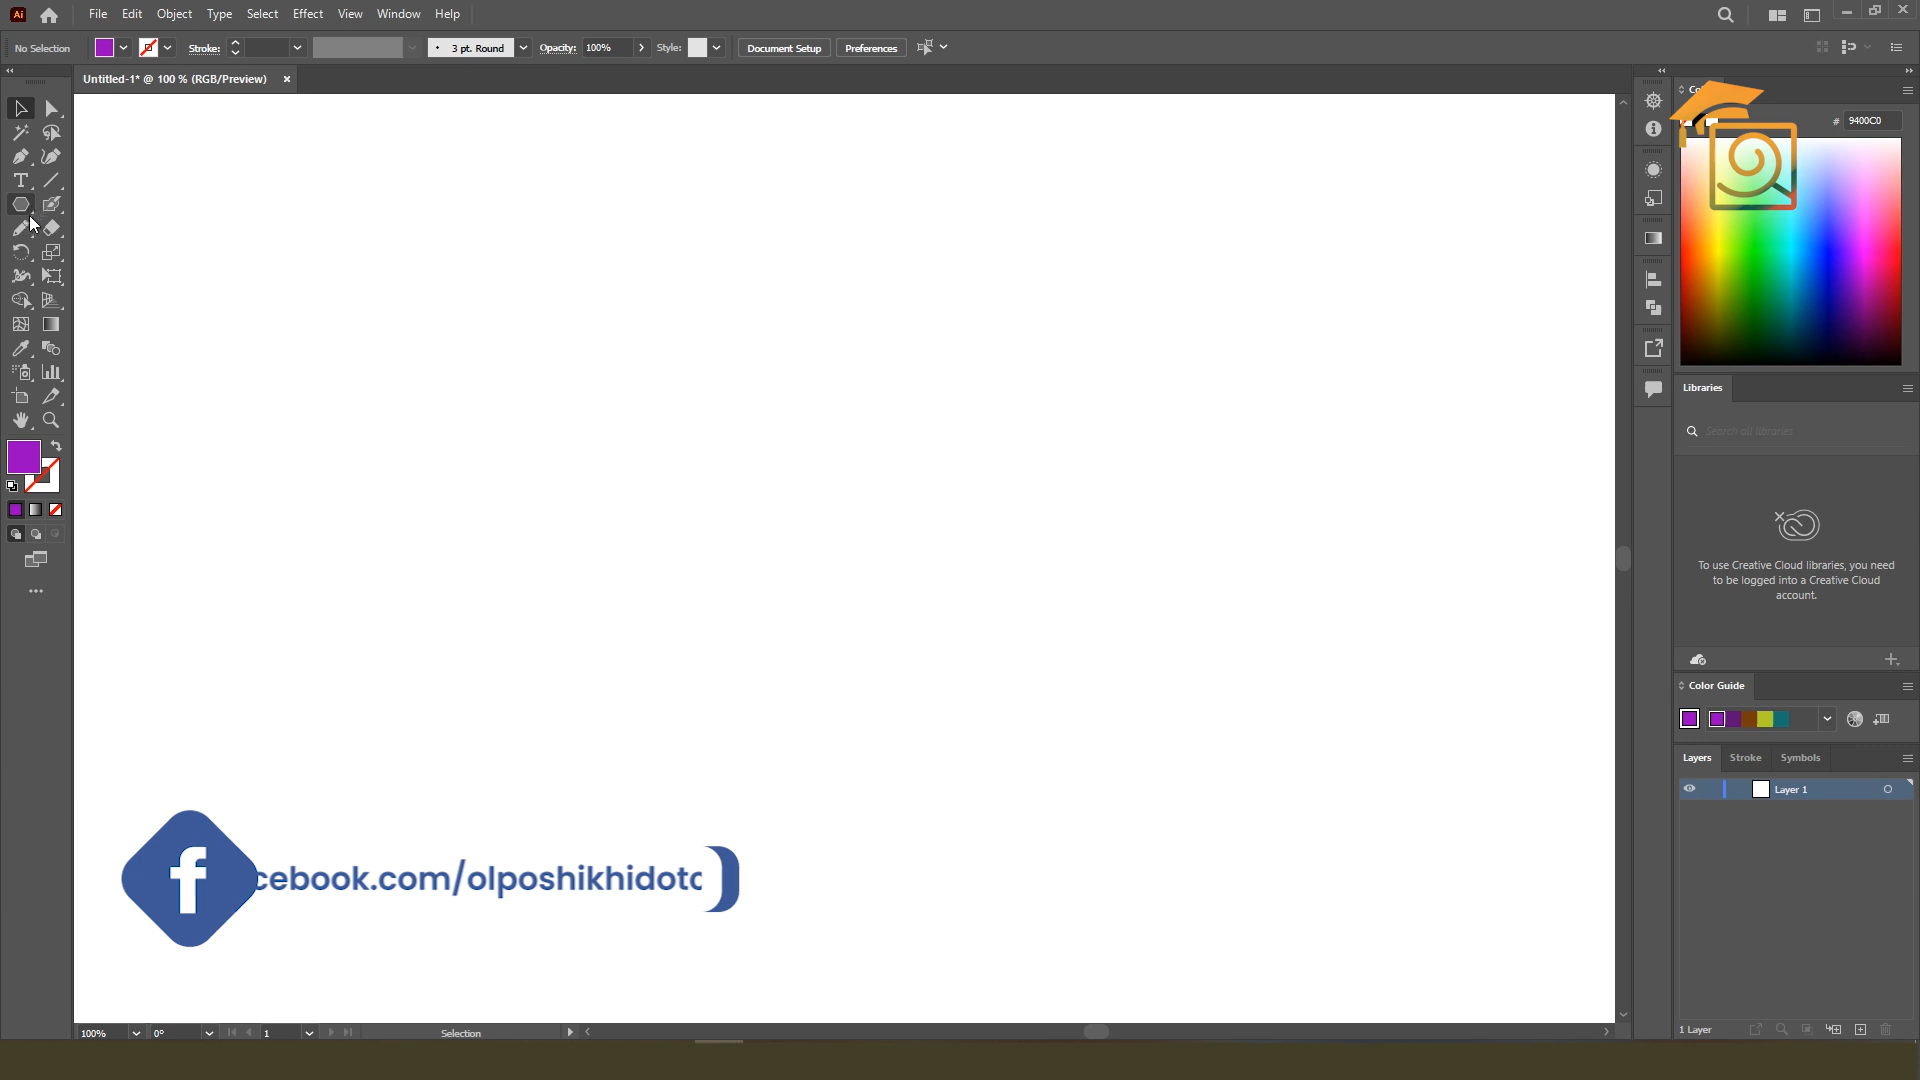 Ai File Edit Object Type Select Effect View Window Help
No Selection Stroke: 3 pt. Round Opacity: 100% Style: Document Setup Preferences
Untitled-1* @ 100 % (RGB/Preview) ×
# 9400C0
Libraries
Search all libraries
To use Creative Cloud libraries, you need
to be logged into a Creative Cloud
account.
Color Guide
Layers Stroke Symbols
Layer 1
f cebook.com/olposhikhidoto
100% 0° 1 Selection
1 Layer